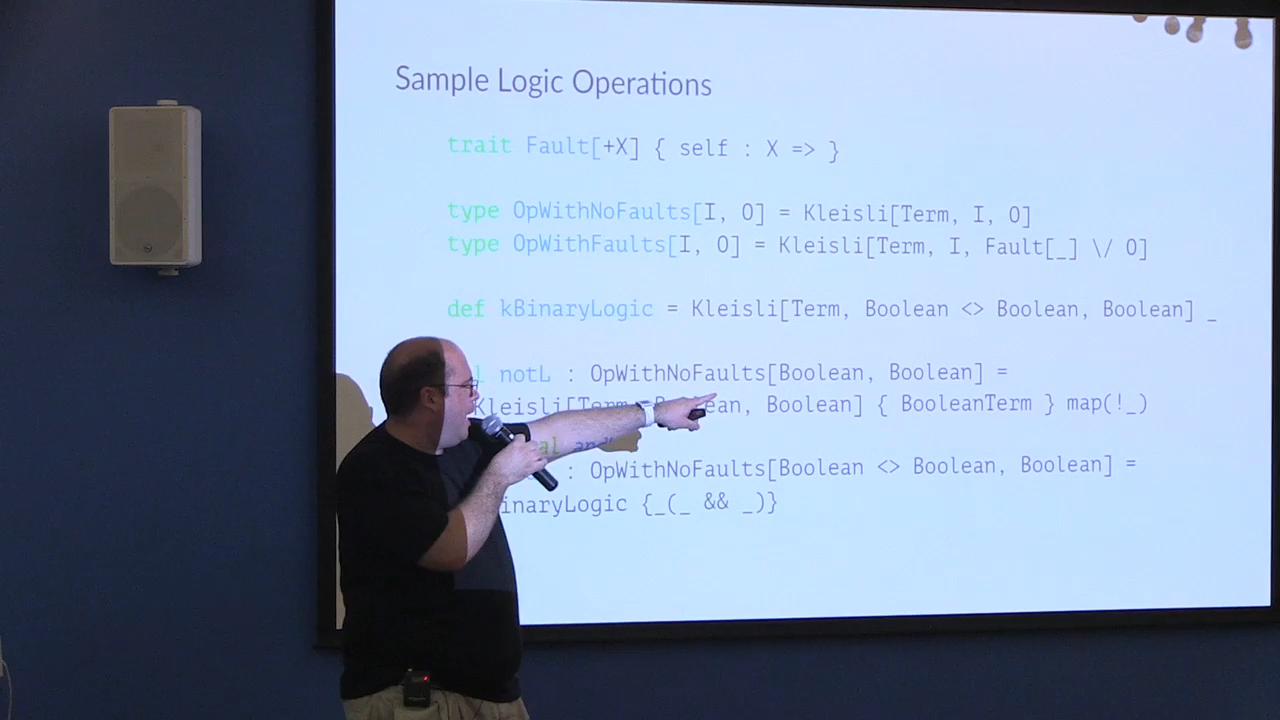 Sample Logic Operations
trait Fault[+X] { self : X => }
type OpWithNoFaults[I, O] = Kleisli[Term, I, O]
type OpWithFaults[I, O] = Kleisli[Term, I, Fault[_] \/ O]
def kBinaryLogic = Kleisli[Term, Boolean <> Boolean, Boolean] _
notL : OpWithNoFaults[Boolean, Boolean] =
Kleisli[Term, Boolean, Boolean] { BooleanTerm } map(!_)
: OpWithNoFaults[Boolean <> Boolean, Boolean] =
inaryLogic {_(_ && _)}